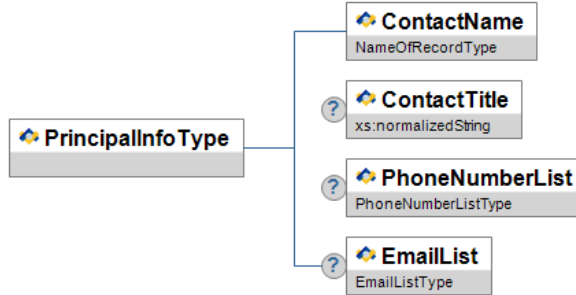 ContactName
NameOfRecordType
?
ContactTitle
xs:normalizedString
PrincipalInfoType
?
PhoneNumberList
PhoneNumberListType
?
EmailList
EmailListType